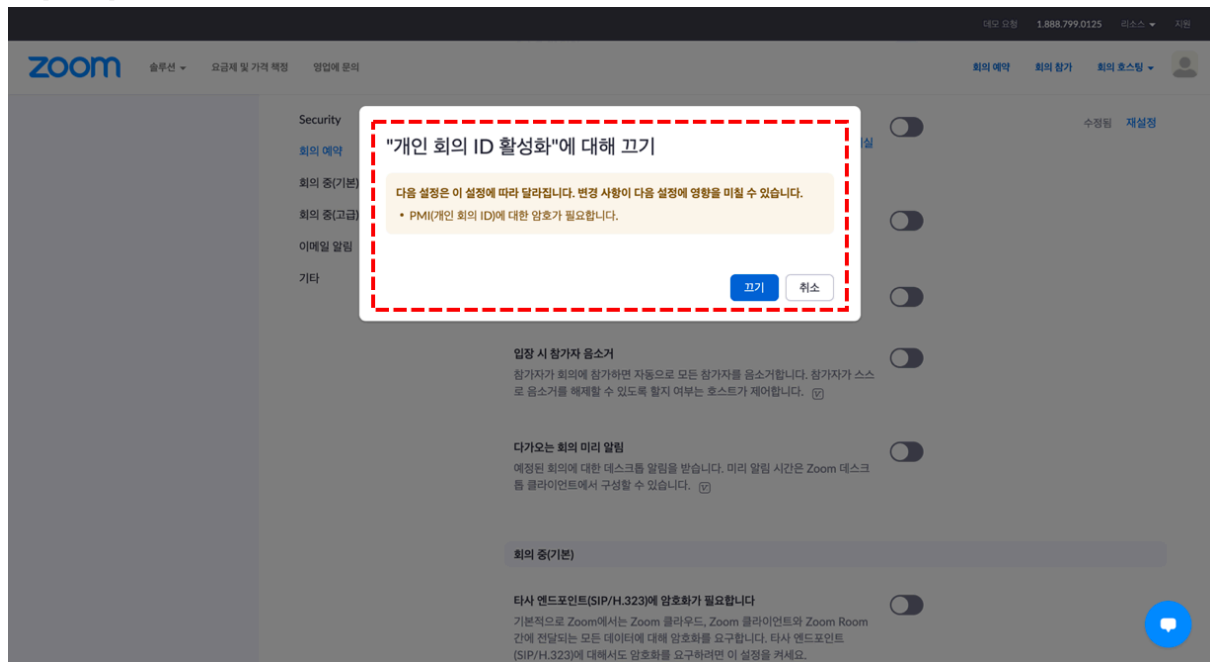 데모 요청 1.888.799.0125 리소스 지원
zoom 솔루션 요금제 및 가격 책정 영업에 문의 회의 예약 회의 참가 회의 호스팅
Security
회의 예약
회의 중(기본)
회의 중(고급)
이메일 알림
기타
수정됨 재설정
"개인 회의 ID 활성화"에 대해 끄기
다음 설정은 이 설정에 따라 달라집니다. 변경 사항이 다음 설정에 영향을 미칠 수 있습니다.
• PMI(개인 회의 ID)에 대한 암호가 필요합니다.
끄기 취소
입장 시 참가자 음소거
참가자가 회의에 참가하면 자동으로 모든 참가자를 음소거합니다. 참가자가 스스
로 음소거를 해제할 수 있도록 할지 여부는 호스트가 제어합니다.
다가오는 회의 미리 알림
예정된 회의에 대한 데스크톱 알림을 받습니다. 미리 알림 시간은 Zoom 데스크
톱 클라이언트에서 구성할 수 있습니다.
회의 중(기본)
타사 엔드포인트(SIP/H.323)에 암호화가 필요합니다
기본적으로 Zoom에서는 Zoom 클라우드, Zoom 클라이언트와 Zoom Room
간에 전달되는 모든 데이터에 대해 암호화를 요구합니다. 타사 엔드포인트
(SIP/H.323)에 대해서도 암호화를 요구하려면 이 설정을 켜세요.